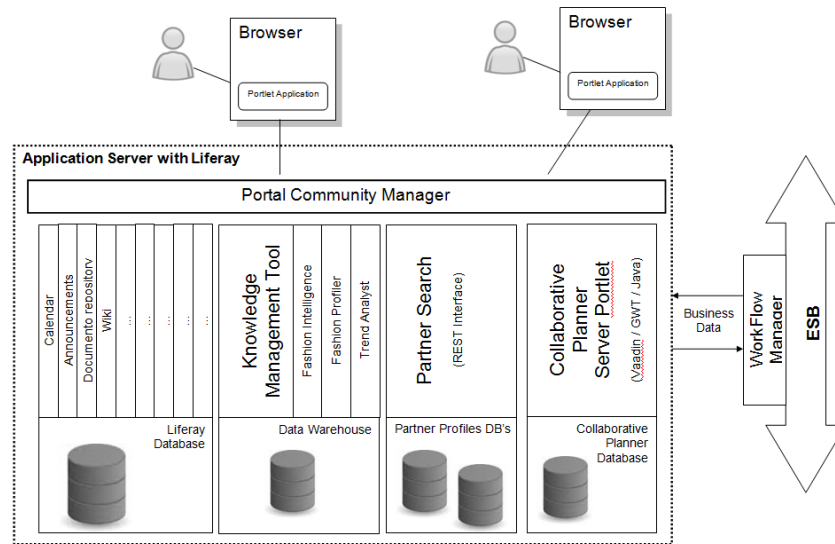 Browser
Portlet Application
Browser
Portlet Application
Application Server with Liferay
Portal Community Manager
Calendar
Announcements
Documento repository
Wiki
...
...
...
...
...
Knowledge
Management Tool
Fashion Intelligence
Fashion Profiler
Trend Analyst
Partner Search
(REST Interface)
Collaborative
Planner
Server Portlet
(Vaadin / GWT / Java)
Business
Data
WorkFlow
Manager
ESB
Liferay
Database
Data Warehouse
Partner Profiles DB's
Collaborative
Planner
Database